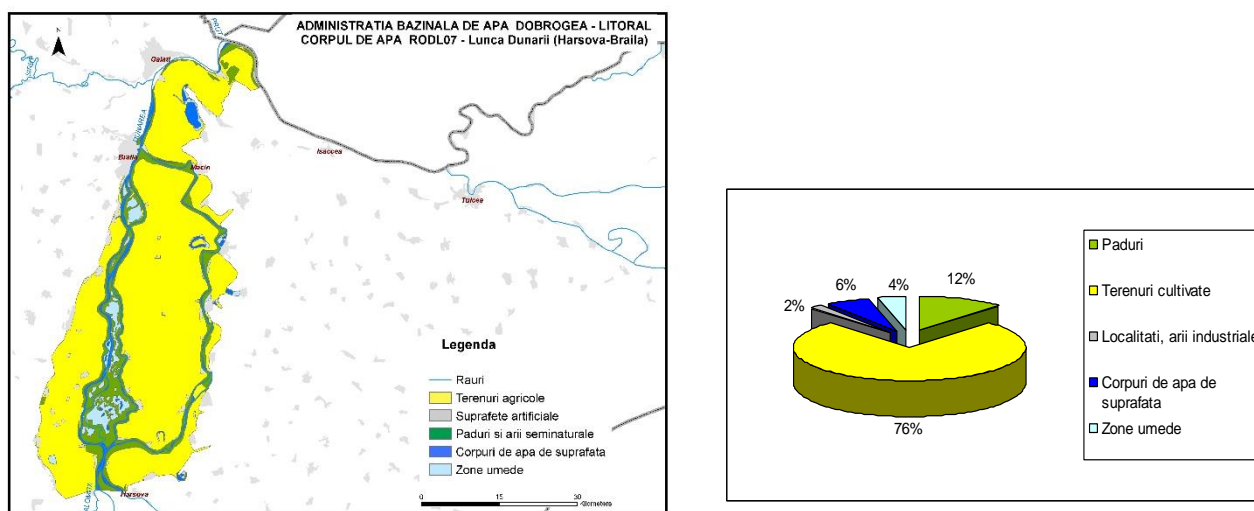 ADMINISTRATIA BAZINALA DE APA DOBROGEA - LITORAL
CORPUL DE APA RODL07 - Lunca Dunarii (Harsova-Braila)
N
PRUT
Galati
DUNAREA
Braila
Macin
Isaccea
Tulcea
Harsova
Legenda
Rauri
Terenuri agricole
Suprafete artificiale
Paduri si arii seminaturale
Corpuri de apa de suprafata
Zone umede
0 15 30
Kilometers
2%
6%
4%
12%
76%
Paduri
Terenuri cultivate
Localitati, arii industriale
Corpuri de apa de
suprafata
Zone umede